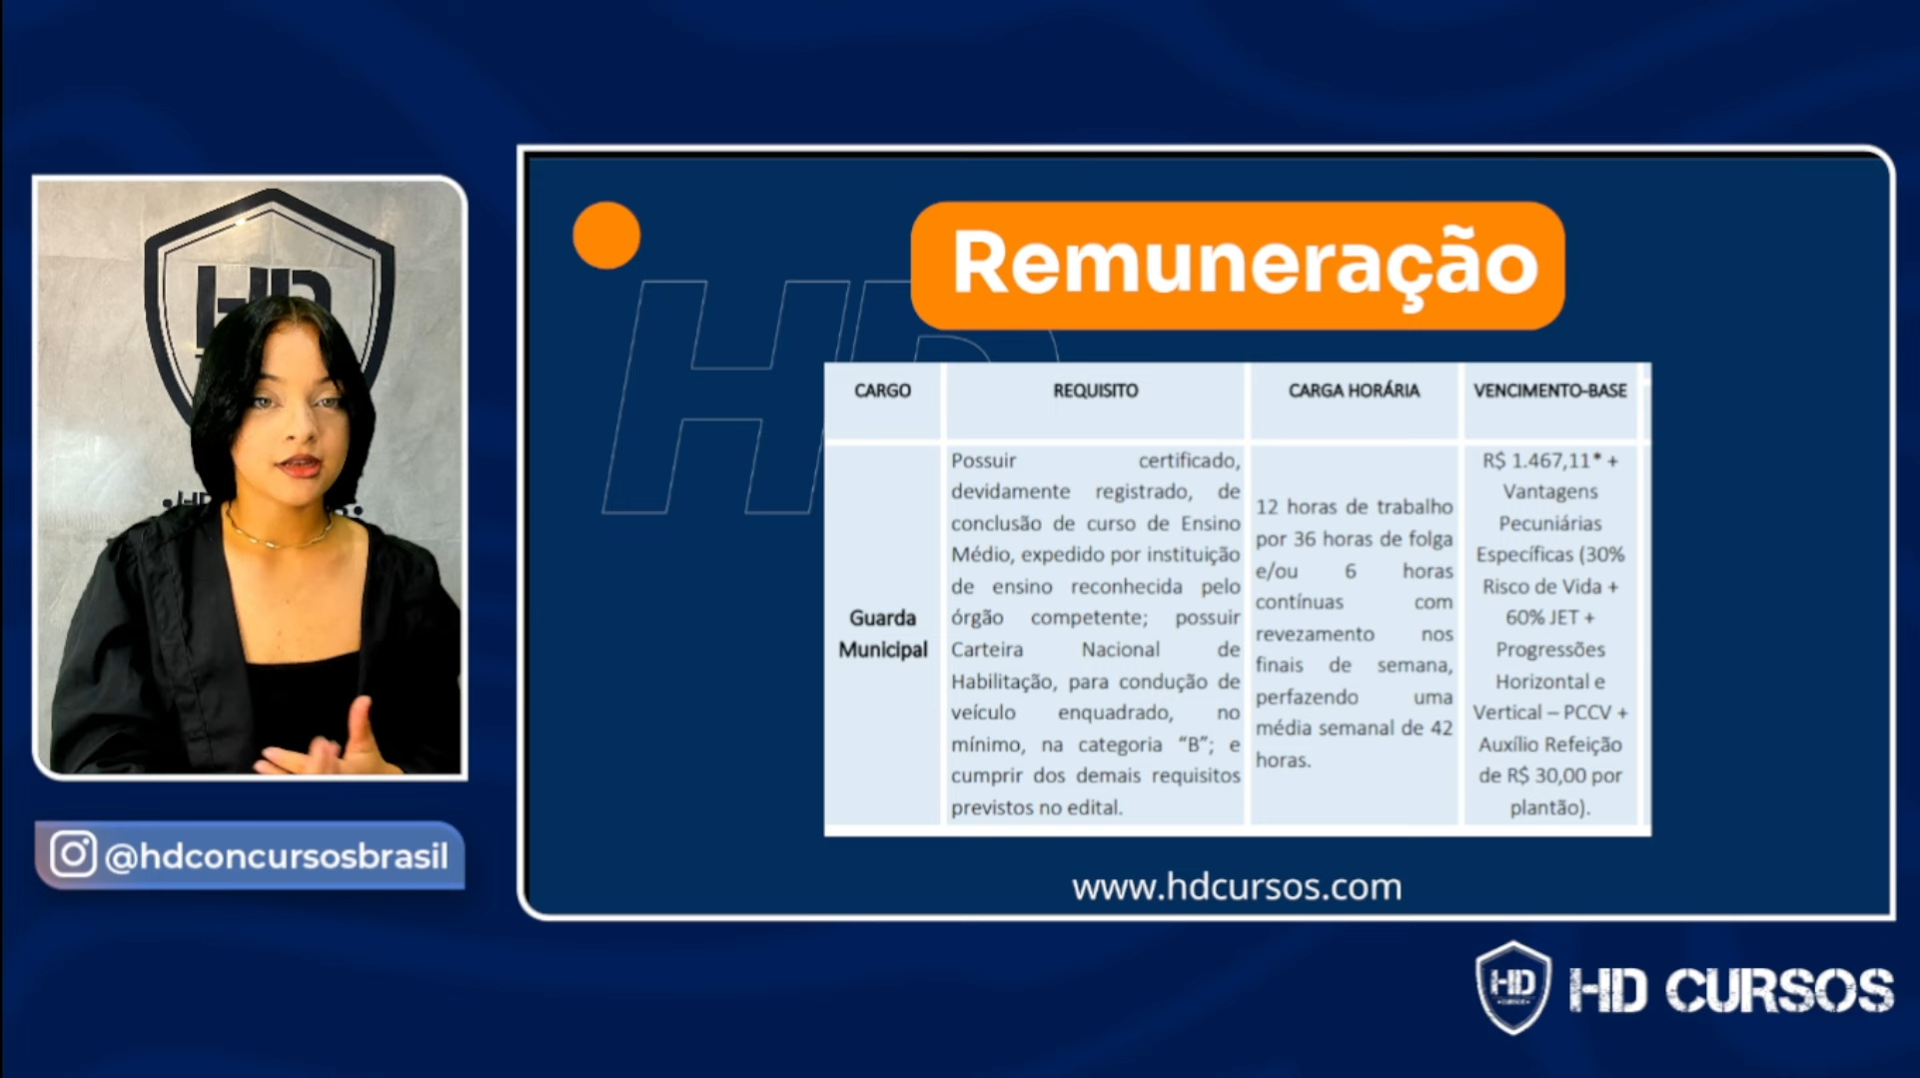 HD
@hdconcursosbrasil
Remuneração
CARGO
REQUISITO
CARGA HORÁRIA
VENCIMENTO-BASE
Guarda
Municipal
Possuir certificado,
devidamente registrado, de
conclusão de curso de Ensino
Médio, expedido por instituição
de ensino reconhecida pelo
órgão competente; possuir
Carteira Nacional de
Habilitação, para condução de
veículo enquadrado, no
mínimo, na categoria “B”; e
cumprir dos demais requisitos
previstos no edital.
12 horas de trabalho
por 36 horas de folga
e/ou 6 horas
contínuas com
revezamento nos
finais de semana,
perfazendo uma
média semanal de 42
horas.
R$ 1.467,11* +
Vantagens
Pecuniárias
Específicas (30%
Risco de Vida +
60% JET +
Progressões
Horizontal e
Vertical – PCCV +
Auxílio Refeição
de R$ 30,00 por
plantão).
www.hdcursos.com
HD
HD CURSOS